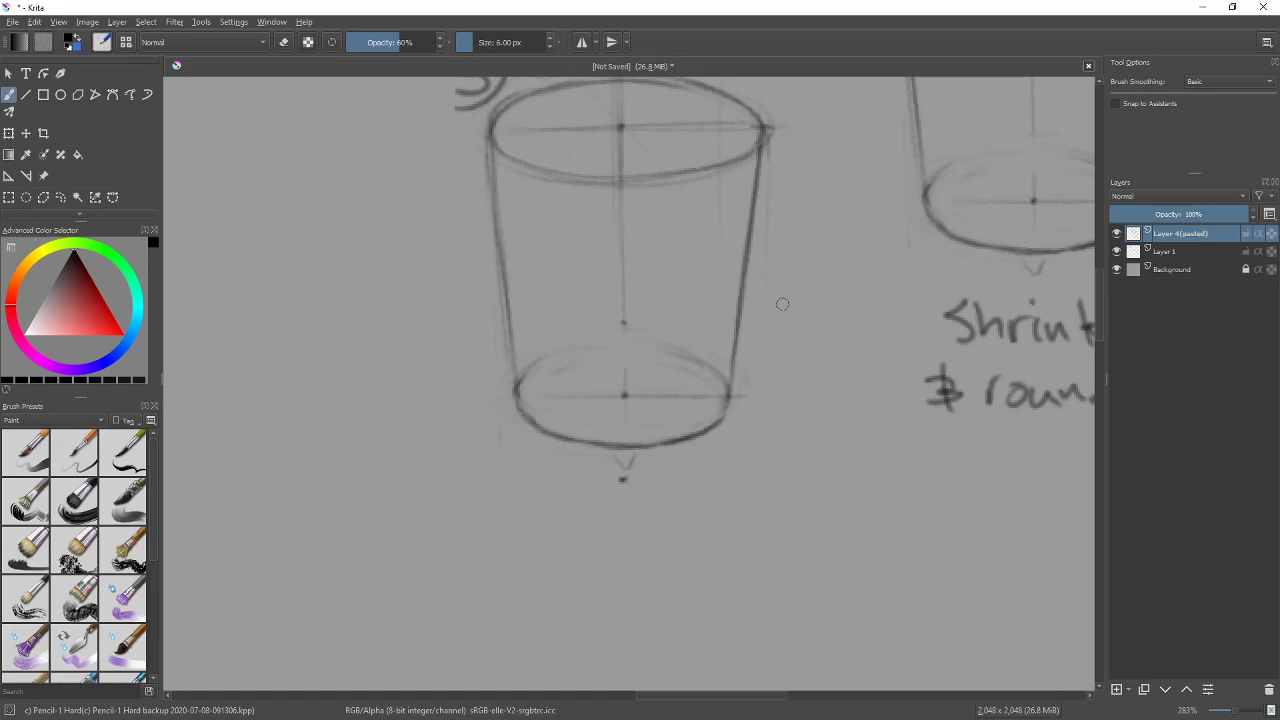 [Not Saved] - Krita
File Edit View Image Layer Select Filter Tools Settings Window Help
Normal
Opacity: 60%
Size: 6.00 px
[Not Saved] (26.8 MiB) *
Tool Options
Brush Smoothing: Basic
Snap to Assistants
Layers
Normal
Opacity: 100%
Layer 4(pasted)
Layer 1
Background
Advanced Color Selector
Brush Presets
Paint
Tag
Search
Shrin
& roun
c) Pencil-1 Hard(c) Pencil-1 Hard backup 2020-07-08-091306.kpp)
RGB/Alpha (8-bit integer/channel) sRGB-elle-V2-srgbtrc.icc
2,048 x 2,048 (26.8 MiB)
283%